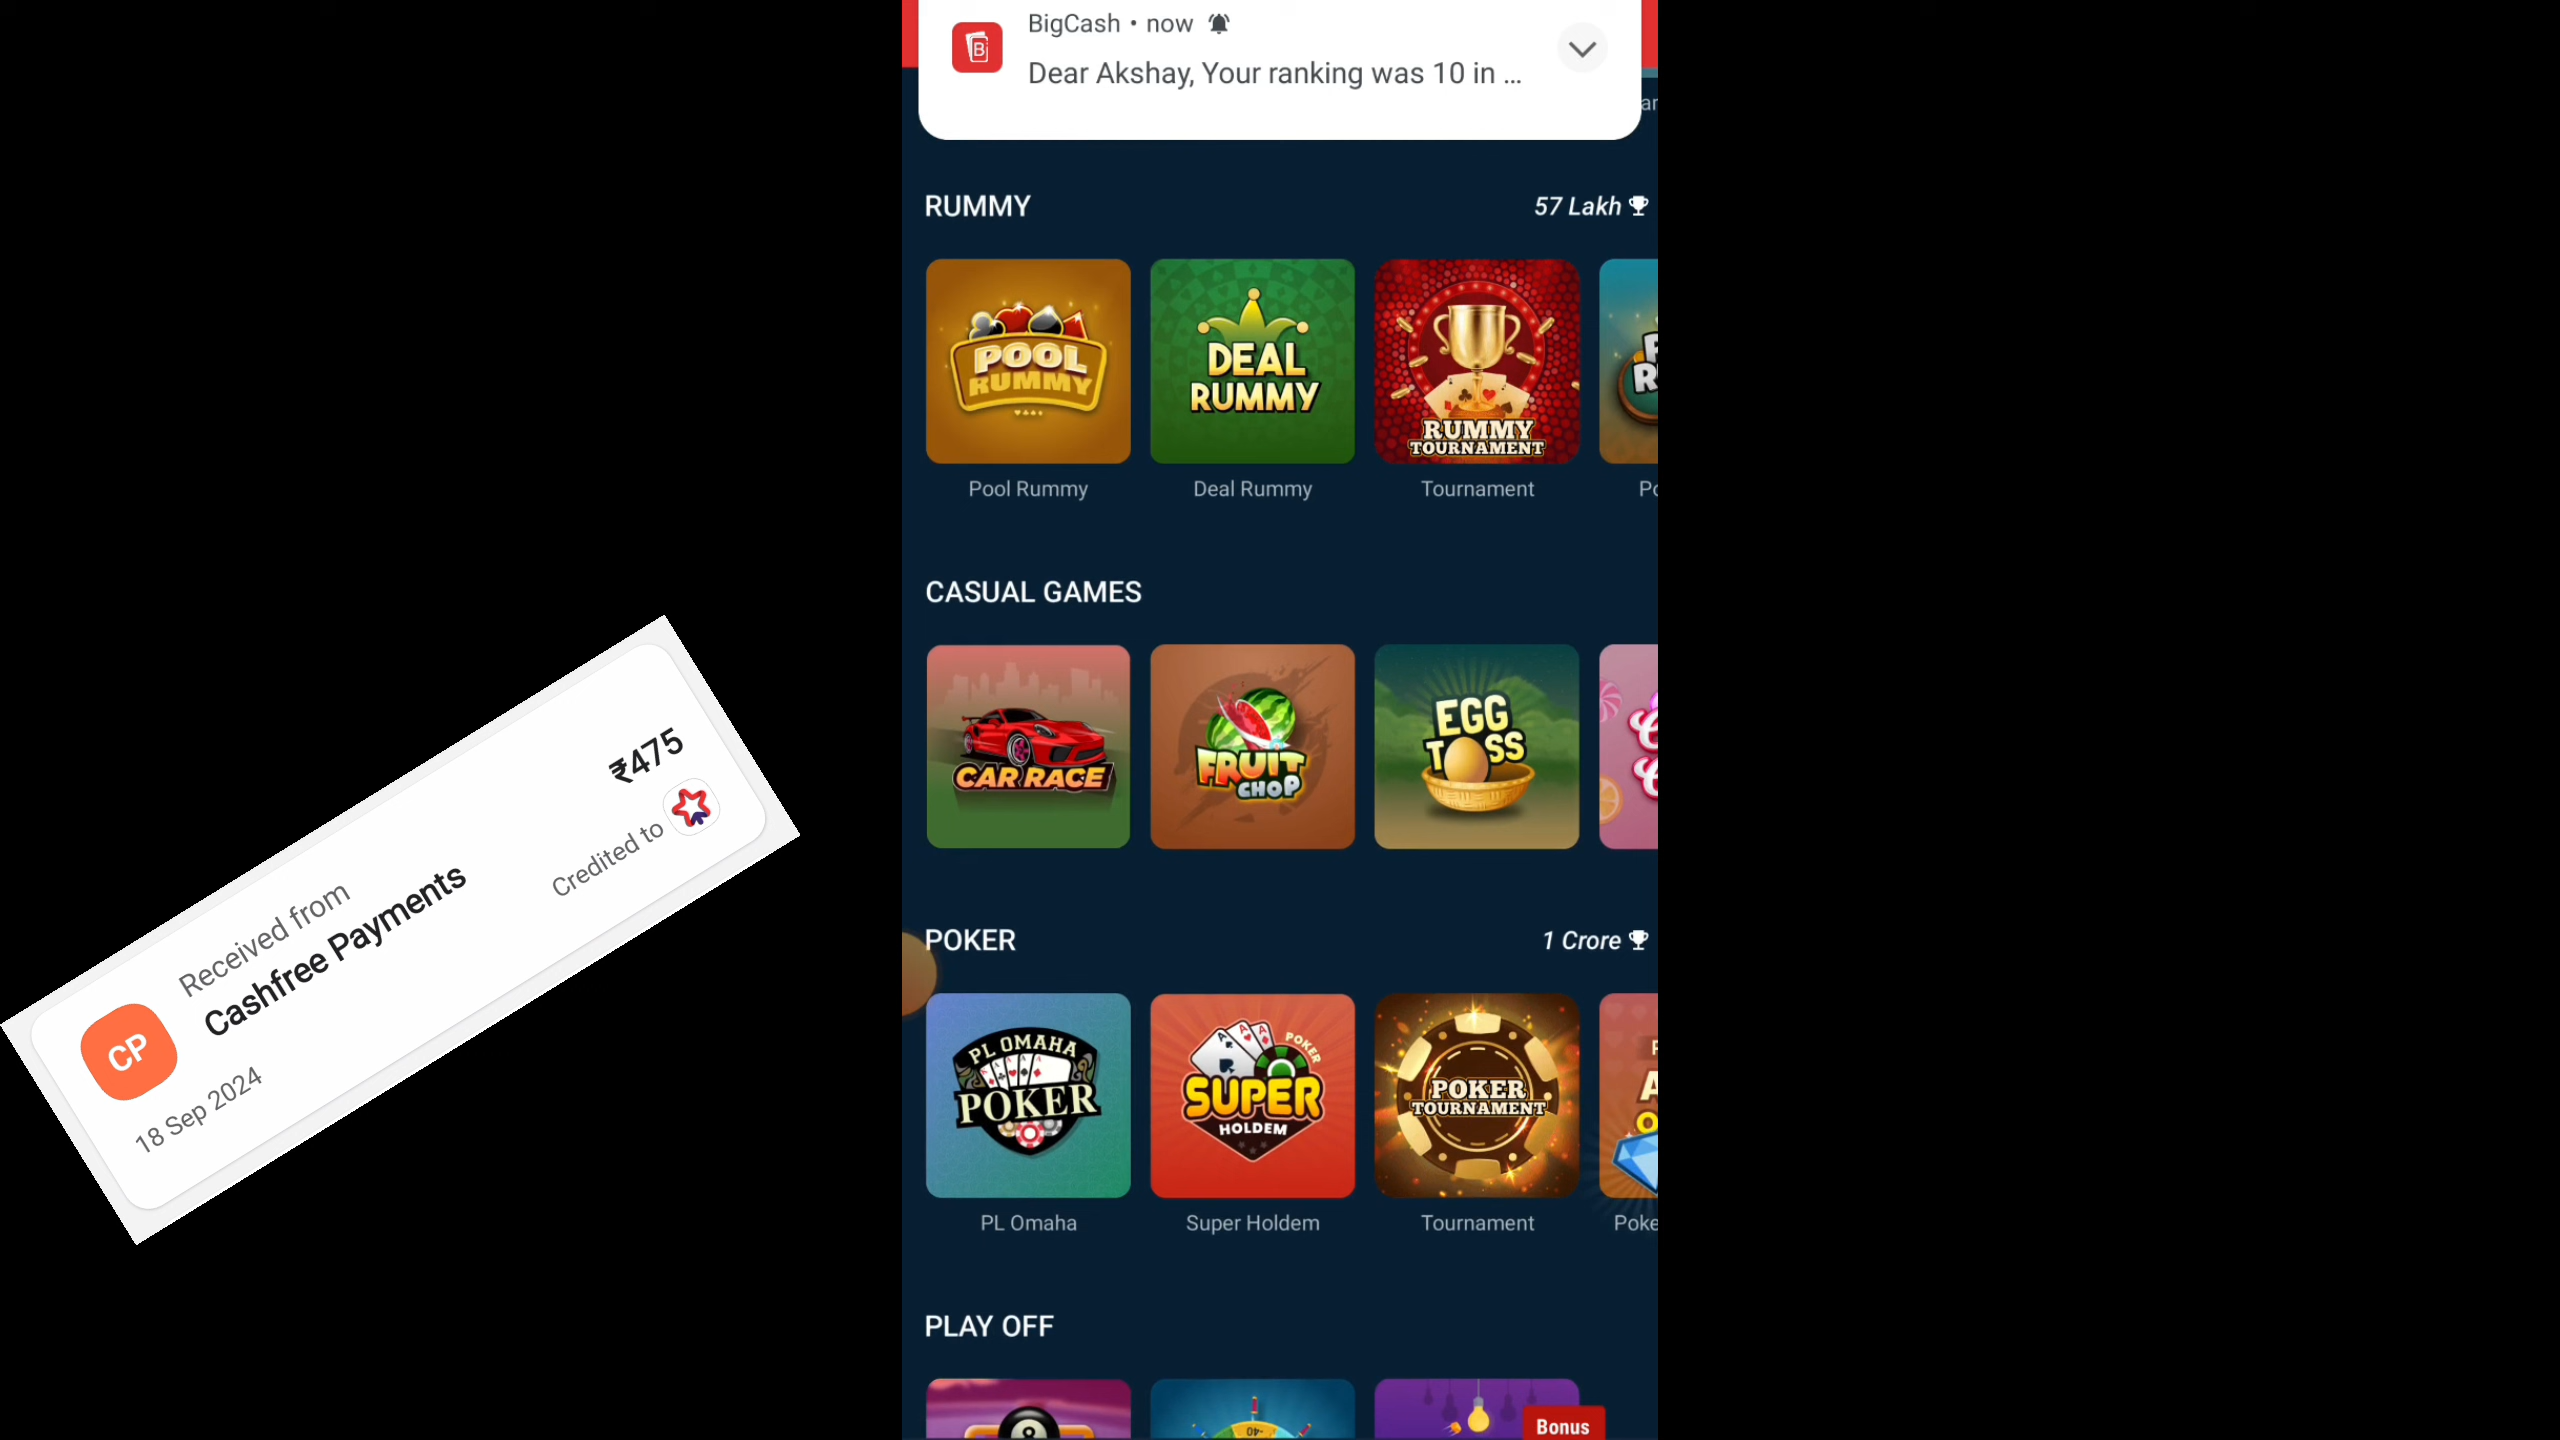 BigCash • now
Dear Akshay, Your ranking was 10 in ...
RUMMY
57 Lakh
POOL
RUMMY
DEAL
RUMMY
RUMMY
TOURNAMENT
Pool Rummy
Deal Rummy
Tournament
CASUAL GAMES
CAR RACE
FRUIT
CHOP
EGG
TOSS
POKER
1 Crore
PL OMAHA
POKER
POKER
SUPER
HOLDEM
POKER
TOURNAMENT
PL Omaha
Super Holdem
Tournament
Poke
PLAY OFF
8
Bonus
₹475
Received from
Credited to
Cashfree Payments
CP
18 Sep 2024